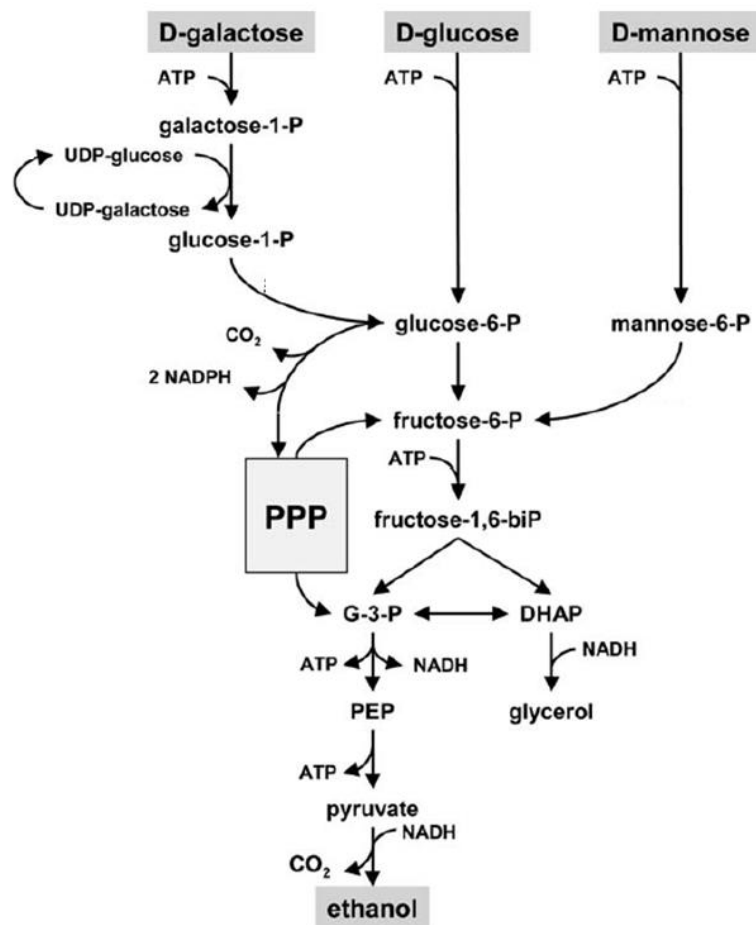 D-galactose D-glucose D-mannose
ATP ATP ATP
galactose-1-P
UDP-glucose
UDP-galactose
glucose-1-P
glucose-6-P mannose-6-P
CO₂
2 NADPH
fructose-6-P
ATP
PPP
fructose-1,6-biP
G-3-P DHAP
ATP NADH NADH
PEP glycerol
ATP
pyruvate
NADH
CO₂
ethanol